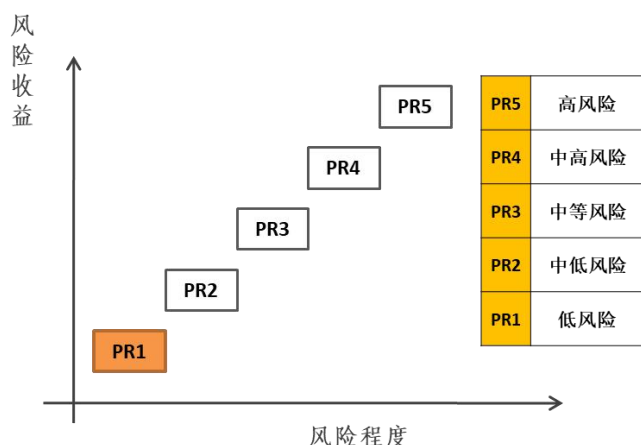 风险收益
PR5
PR4
PR3
PR2
PR1
风险程度
PR5 高风险
PR4 中高风险
PR3 中等风险
PR2 中低风险
PR1 低风险